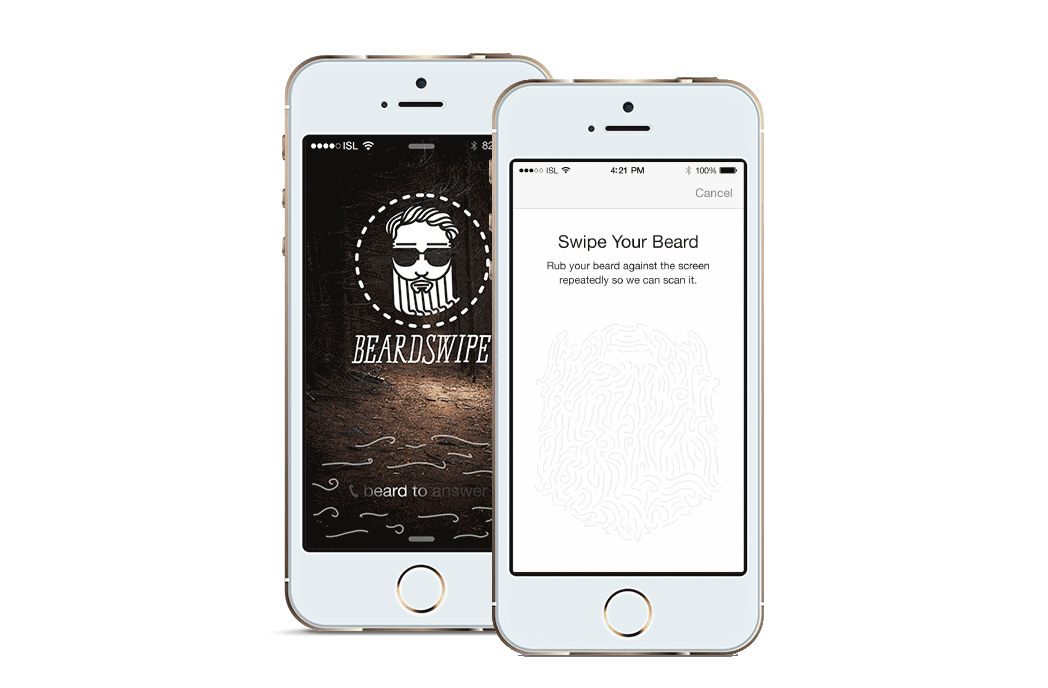 ISL
82
BEARDSWIPE
beard to answer
ISL
4:21 PM
100%
Cancel
Swipe Your Beard
Rub your beard against the screen
repeatedly so we can scan it.